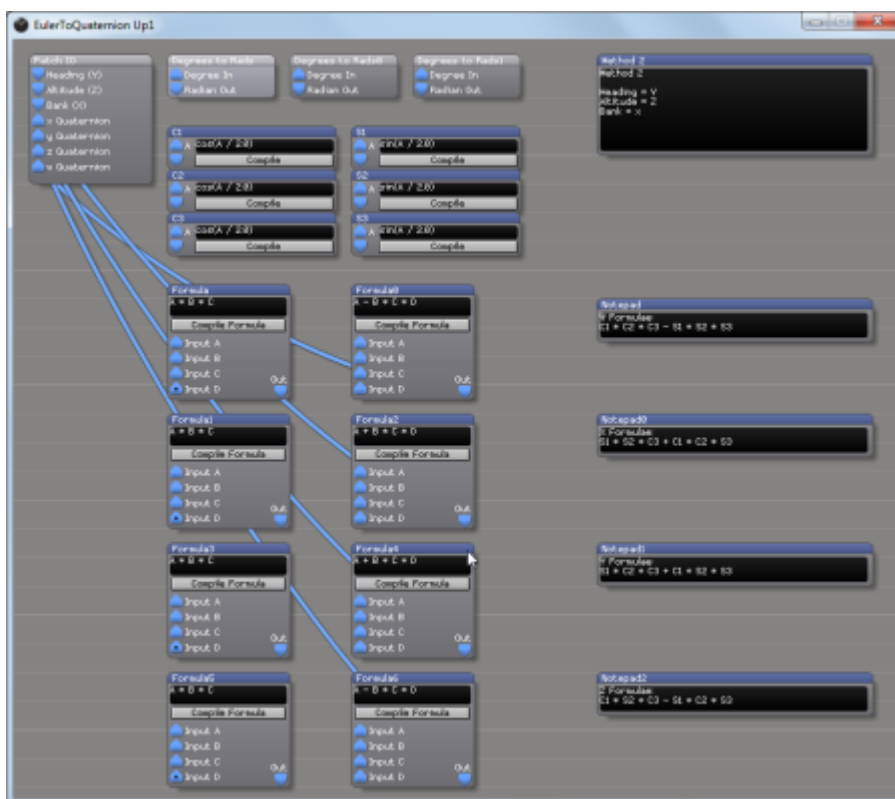 EulerToQuaternion Up1
Patch IO
Heading (Y)
Altitude (Z)
Bank (X)
x Quaternion
y Quaternion
z Quaternion
w Quaternion
Degrees to Rads
Degree In
Radian Out
Degrees to Rads0
Degree In
Radian Out
Degrees to Rads1
Degree In
Radian Out
Method 2
Method 2
Heading = Y
Altitude = Z
Bank = x
C1
A cos(A / 2.0)
Compile
S1
A sin(A / 2.0)
Compile
C2
A cos(A / 2.0)
Compile
S2
A sin(A / 2.0)
Compile
C3
A cos(A / 2.0)
Compile
S3
A sin(A / 2.0)
Compile
Formula
A * B * C
Compile Formula
Input A
Input B
Input C
Input D
Out
Formula0
A - B * C * D
Compile Formula
Input A
Input B
Input C
Input D
Out
Notepad
Formulae:
C1 * C2 * C3 - S1 * S2 * S3
Formula1
A * B * C
Compile Formula
Input A
Input B
Input C
Input D
Out
Formula2
A + B * C * D
Compile Formula
Input A
Input B
Input C
Input D
Out
Notepad0
X Formulae:
S1 * S2 * C3 + C1 * C2 * S3
Formula3
A * B * C
Compile Formula
Input A
Input B
Input C
Input D
Out
Formula4
A + B * C * D
Compile Formula
Input A
Input B
Input C
Input D
Out
Notepad1
Y Formulae:
S1 * C2 * C3 + C1 * S2 * S3
Formula5
A * B * C
Compile Formula
Input A
Input B
Input C
Input D
Out
Formula6
A - B * C * D
Compile Formula
Input A
Input B
Input C
Input D
Out
Notepad2
Z Formulae:
C1 * S2 * C3 - S1 * C2 * S3